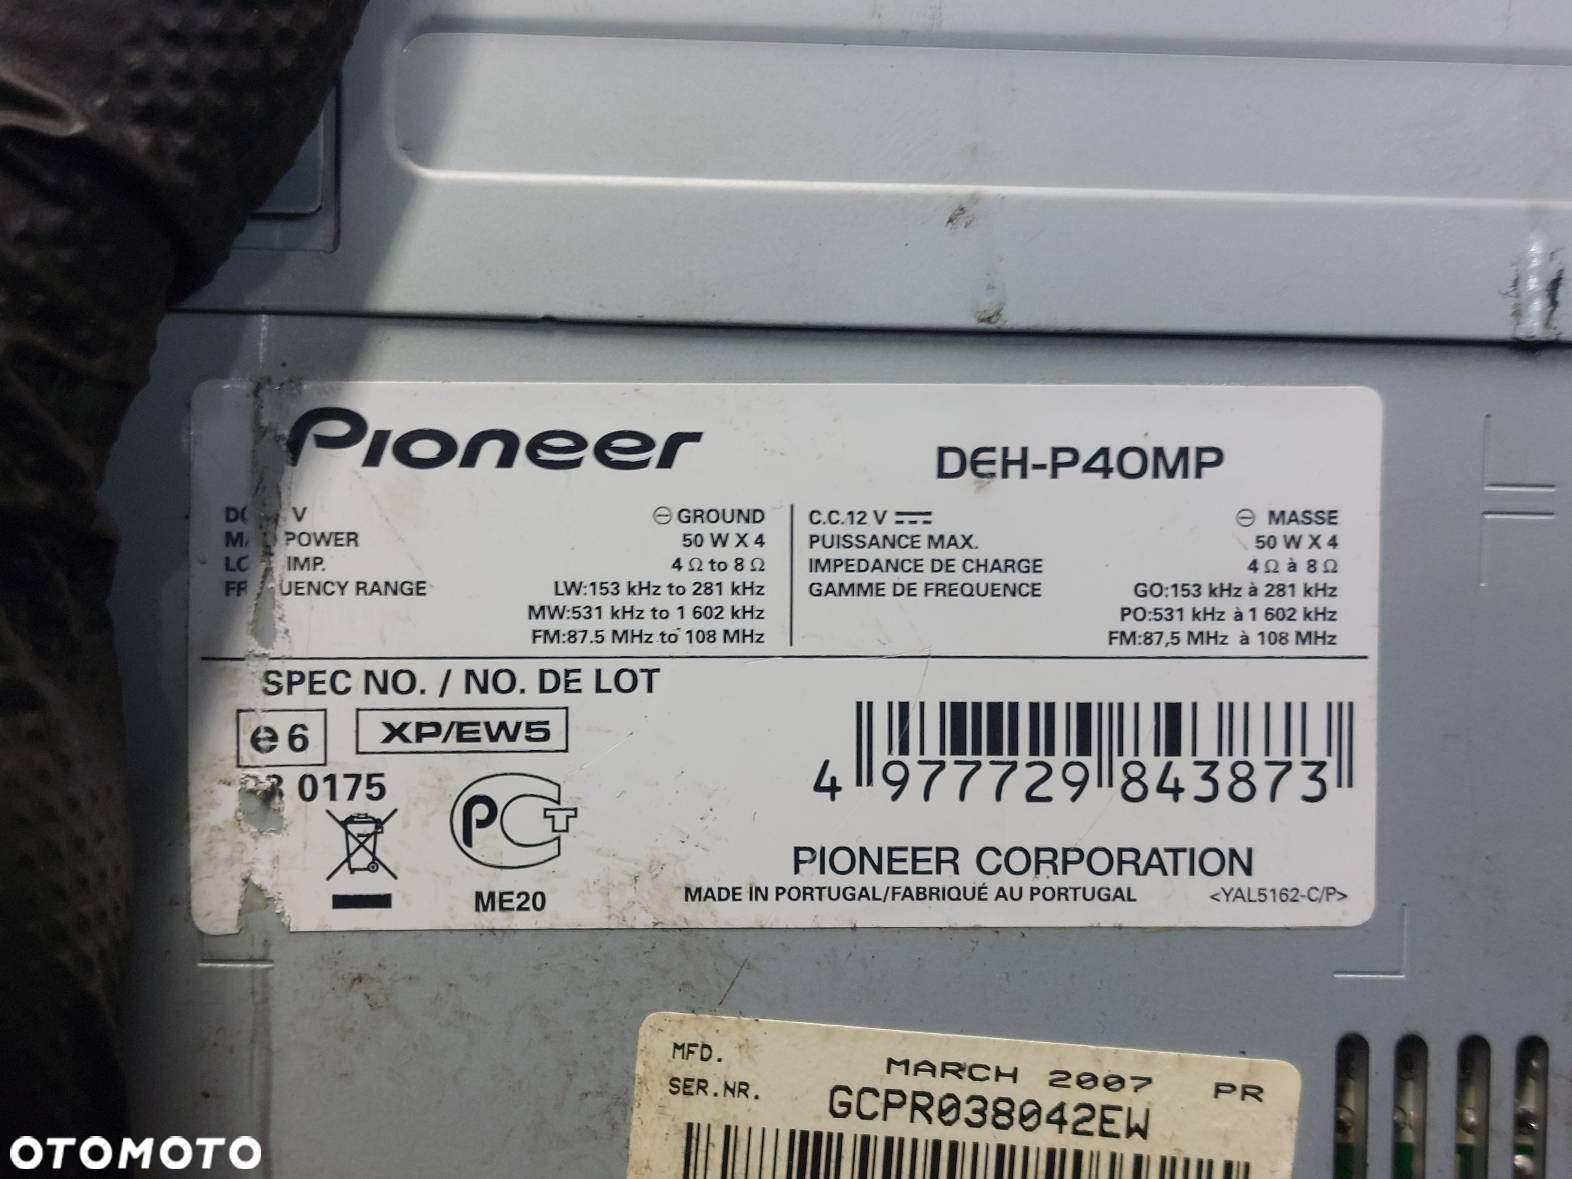 Pioneer DEH-P40MP
V ⊖ GROUND
POWER 50 W X 4
IMP. 4 Ω to 8 Ω
FREQUENCY RANGE LW:153 kHz to 281 kHz
MW:531 kHz to 1 602 kHz
FM:87.5 MHz to 108 MHz
C.C.12 V ⊖ MASSE
PUISSANCE MAX. 50 W X 4
IMPEDANCE DE CHARGE 4 Ω à 8 Ω
GAMME DE FREQUENCE GO:153 kHz à 281 kHz
PO:531 kHz à 1 602 kHz
FM:87,5 MHz à 108 MHz
SPEC NO. / NO. DE LOT
e6 XP/EW5
0175
PCT
ME20
4 977729 843873
PIONEER CORPORATION
MADE IN PORTUGAL/FABRIQUÉ AU PORTUGAL <YAL5162-C/P>
MFD. MARCH 2007 PR
SER.NR. GCPR038042EW
OTOMOTO